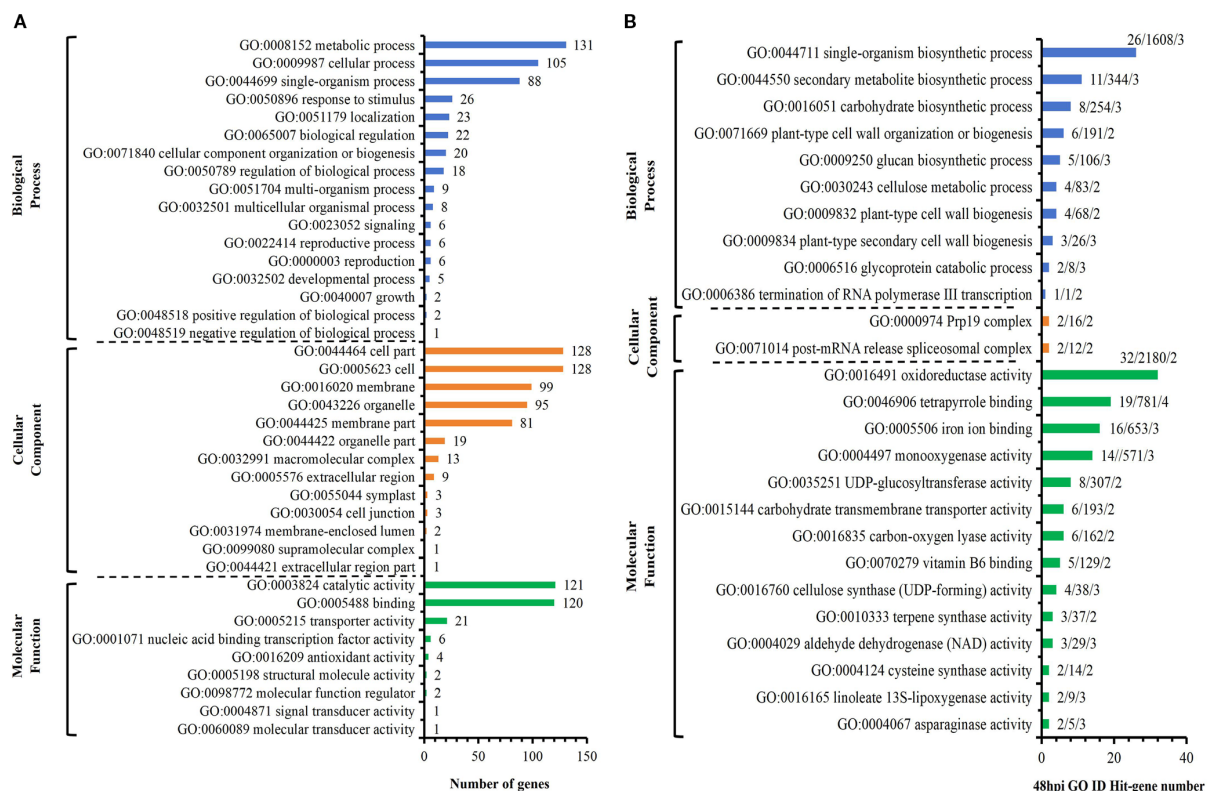 A
Biological
Process
GO:0008152 metabolic process 131
GO:0009987 cellular process 105
GO:0044699 single-organism process 88
GO:0050896 response to stimulus 26
GO:0051179 localization 23
GO:0065007 biological regulation 22
GO:0071840 cellular component organization or biogenesis 20
GO:0050789 regulation of biological process 18
GO:0051704 multi-organism process 9
GO:0032501 multicellular organismal process 8
GO:0023052 signaling 6
GO:0022414 reproductive process 6
GO:0000003 reproduction 6
GO:0032502 developmental process 5
GO:0040007 growth 2
GO:0048518 positive regulation of biological process 2
GO:0048519 negative regulation of biological process 1
Cellular
Component
GO:0044464 cell part 128
GO:0005623 cell 128
GO:0016020 membrane 99
GO:0043226 organelle 95
GO:0044425 membrane part 81
GO:0044422 organelle part 19
GO:0032991 macromolecular complex 13
GO:0005576 extracellular region 9
GO:0055044 symplast 3
GO:0030054 cell junction 3
GO:0031974 membrane-enclosed lumen 2
GO:0099080 supramolecular complex 1
GO:0044421 extracellular region part 1
Molecular
Function
GO:0003824 catalytic activity 121
GO:0005488 binding 120
GO:0005215 transporter activity 21
GO:0001071 nucleic acid binding transcription factor activity 6
GO:0016209 antioxidant activity 4
GO:0005198 structural molecule activity 2
GO:0098772 molecular function regulator 2
GO:0004871 signal transducer activity 1
GO:0060089 molecular transducer activity 1
0 50 100 150
Number of genes
B
Biological
Process
GO:0044711 single-organism biosynthetic process 26/1608/3
GO:0044550 secondary metabolite biosynthetic process 11/344/3
GO:0016051 carbohydrate biosynthetic process 8/254/3
GO:0071669 plant-type cell wall organization or biogenesis 6/191/2
GO:0009250 glucan biosynthetic process 5/106/3
GO:0030243 cellulose metabolic process 4/83/2
GO:0009832 plant-type cell wall biogenesis 4/68/2
GO:0009834 plant-type secondary cell wall biogenesis 3/26/3
GO:0006516 glycoprotein catabolic process 2/8/3
GO:0006386 termination of RNA polymerase III transcription 1/1/2
Cellular
Component
GO:0000974 Prp19 complex 2/16/2
GO:0071014 post-mRNA release spliceosomal complex 2/12/2
Molecular
Function
GO:0016491 oxidoreductase activity 32/2180/2
GO:0046906 tetrapyrrole binding 19/781/4
GO:0005506 iron ion binding 16/653/3
GO:0004497 monooxygenase activity 14//571/3
GO:0035251 UDP-glucosyltransferase activity 8/307/2
GO:0015144 carbohydrate transmembrane transporter activity 6/193/2
GO:0016835 carbon-oxygen lyase activity 6/162/2
GO:0070279 vitamin B6 binding 5/129/2
GO:0016760 cellulose synthase (UDP-forming) activity 4/38/3
GO:0010333 terpene synthase activity 3/37/2
GO:0004029 aldehyde dehydrogenase (NAD) activity 3/29/3
GO:0004124 cysteine synthase activity 2/14/2
GO:0016165 linoleate 13S-lipoxygenase activity 2/9/3
GO:0004067 asparaginase activity 2/5/3
0 20 40
48hpi GO ID Hit-gene number